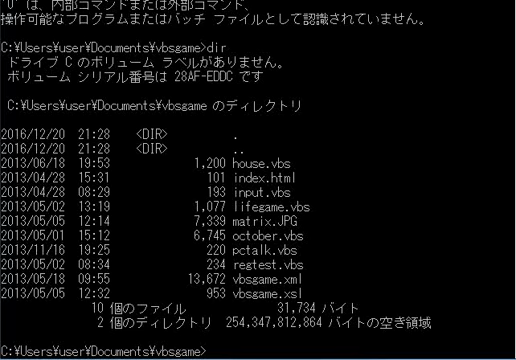 'U' は、内部コマンドまたは外部コマンド、
操作可能なプログラムまたはバッチ ファイルとして認識されていません。
C:¥Users¥user¥Documents¥vbsgame>dir
ドライブ C のボリューム ラベルがありません。
ボリューム シリアル番号は 28AF-EDDC です
C:¥Users¥user¥Documents¥vbsgame のディレクトリ
2016/12/20 21:28 <DIR> .
2016/12/20 21:28 <DIR> ..
2013/06/18 19:53 1,200 house.vbs
2013/04/28 15:31 101 index.html
2013/04/28 08:29 193 input.vbs
2013/05/02 13:19 1,077 lifegame.vbs
2013/05/05 12:14 7,339 matrix.JPG
2013/05/01 15:12 6,745 october.vbs
2013/11/16 19:25 220 pctalk.vbs
2013/05/02 08:34 234 regtest.vbs
2013/05/18 09:55 13,672 vbsgame.xml
2013/05/05 12:32 953 vbsgame.xsl
10 個のファイル 31,734 バイト
2 個のディレクトリ 254,347,812,864 バイトの空き領域
C:¥Users¥user¥Documents¥vbsgame>